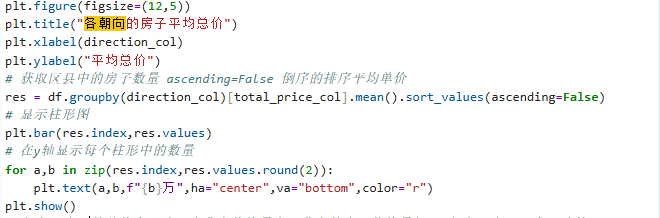 plt.figure(figsize=(12,5))
plt.title("各朝向的房子平均总价")
plt.xlabel(direction_col)
plt.ylabel("平均总价")
# 获取区县中的房子数量 ascending=False 倒序的排序平均单价
res = df.groupby(direction_col)[total_price_col].mean().sort_values(ascending=False)
# 显示柱形图
plt.bar(res.index,res.values)
# 在y轴显示每个柱形中的数量
for a,b in zip(res.index,res.values.round(2)):
    plt.text(a,b,f"{b}万",ha="center",va="bottom",color="r")
plt.show()